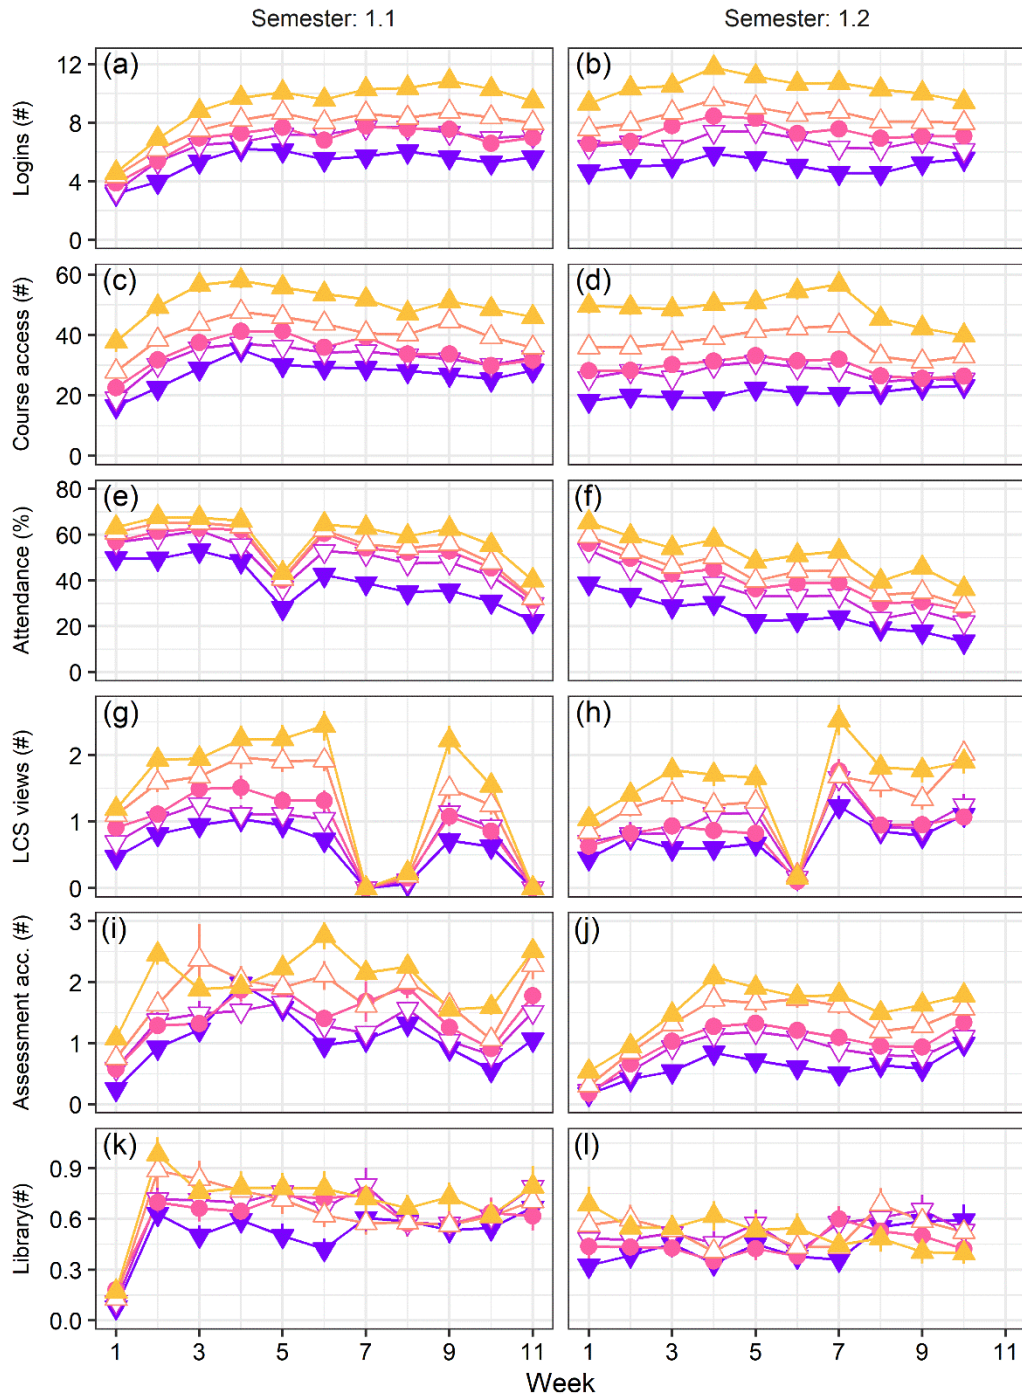 Semester: 1.1
Semester: 1.2
Logins (#)
12
8
4
0
(a)
(b)
Course access (#)
60
40
20
0
(c)
(d)
Attendance (%)
80
60
40
20
0
(e)
(f)
LCS views (#)
2
1
0
(g)
(h)
Assessment acc. (#)
3
2
1
0
(i)
(j)
Library(#)
0.9
0.6
0.3
0.0
(k)
(l)
1 3 5 7 9 11
1 3 5 7 9 11
Week